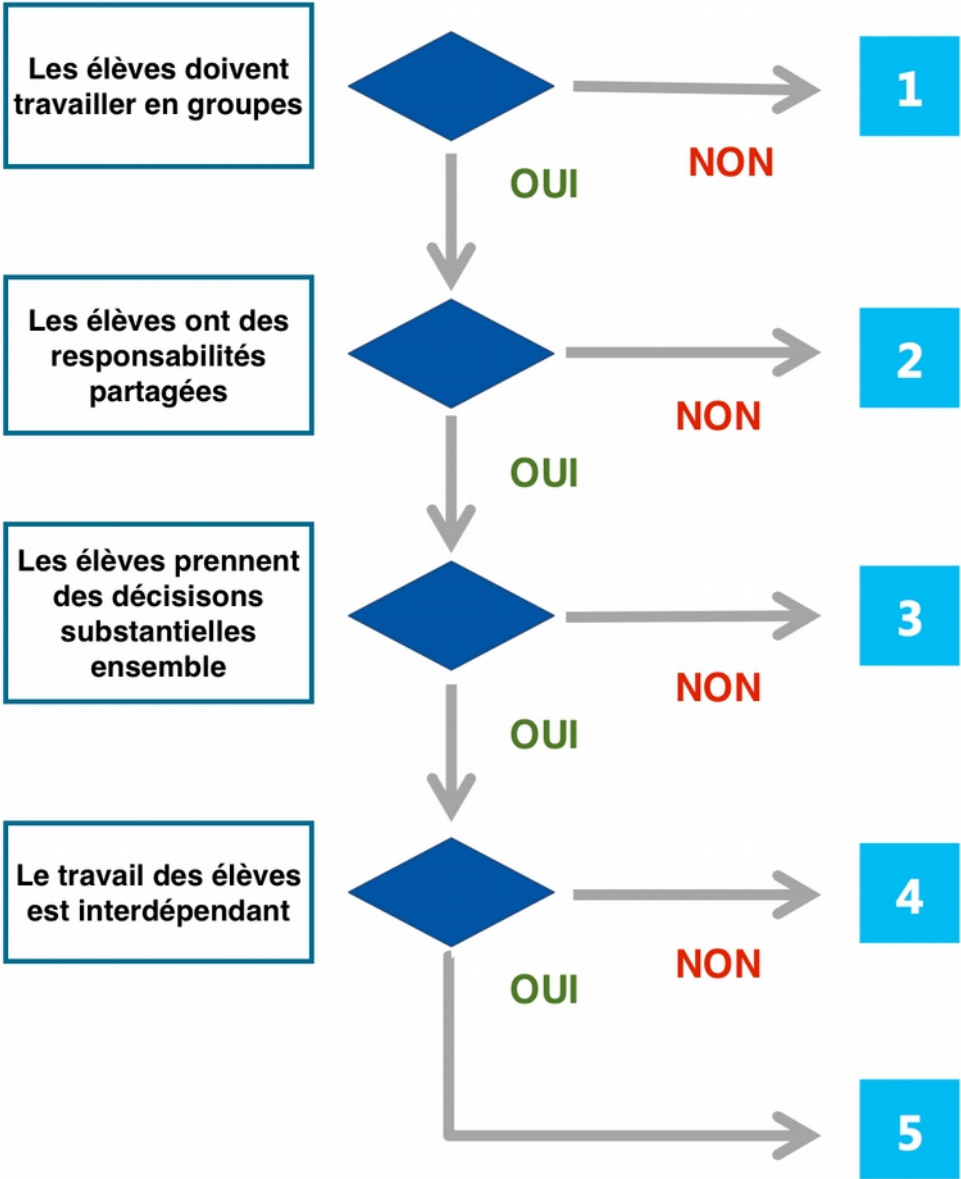 Les élèves doivent
travailler en groupes
1
NON
OUI
Les élèves ont des
responsabilités
partagées
2
NON
OUI
Les élèves prennent
des décisisons
substantielles
ensemble
3
NON
OUI
Le travail des élèves
est interdépendant
4
NON
OUI
5